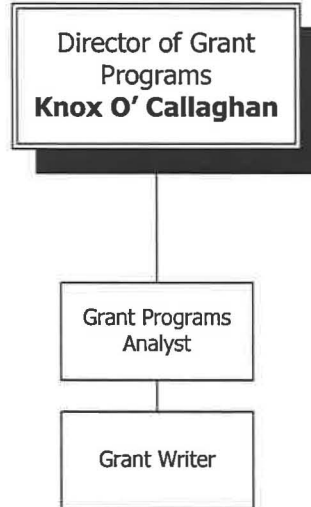 Director of Grant
Programs
Knox O’ Callaghan
Grant Programs
Analyst
Grant Writer